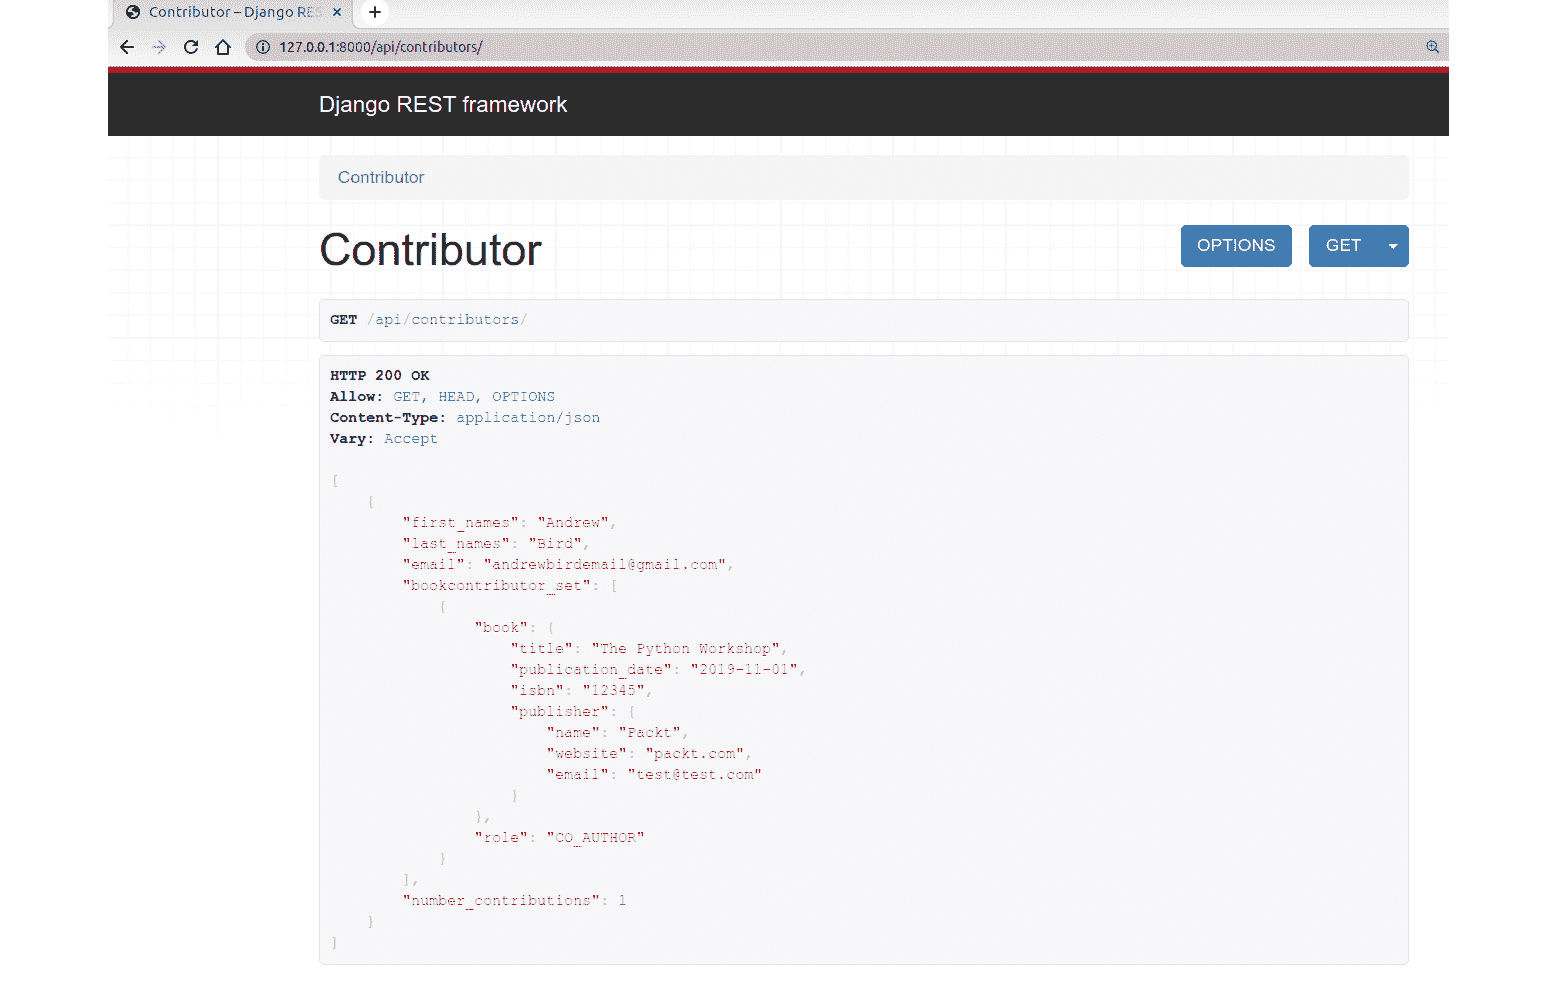 Contributor – Django RES
127.0.0.1:8000/api/contributors/
Django REST framework
Contributor
Contributor
OPTIONS
GET
GET /api/contributors/
HTTP 200 OK
Allow: GET, HEAD, OPTIONS
Content-Type: application/json
Vary: Accept
[
    {
        "first_names": "Andrew",
        "last_names": "Bird",
        "email": "andrewbirdemail@gmail.com",
        "bookcontributor_set": [
            {
                "book": {
                    "title": "The Python Workshop",
                    "publication_date": "2019-11-01",
                    "isbn": "12345",
                    "publisher": {
                        "name": "Packt",
                        "website": "packt.com",
                        "email": "test@test.com"
                    }
                },
                "role": "CO_AUTHOR"
            }
        ],
        "number_contributions": 1
    }
]